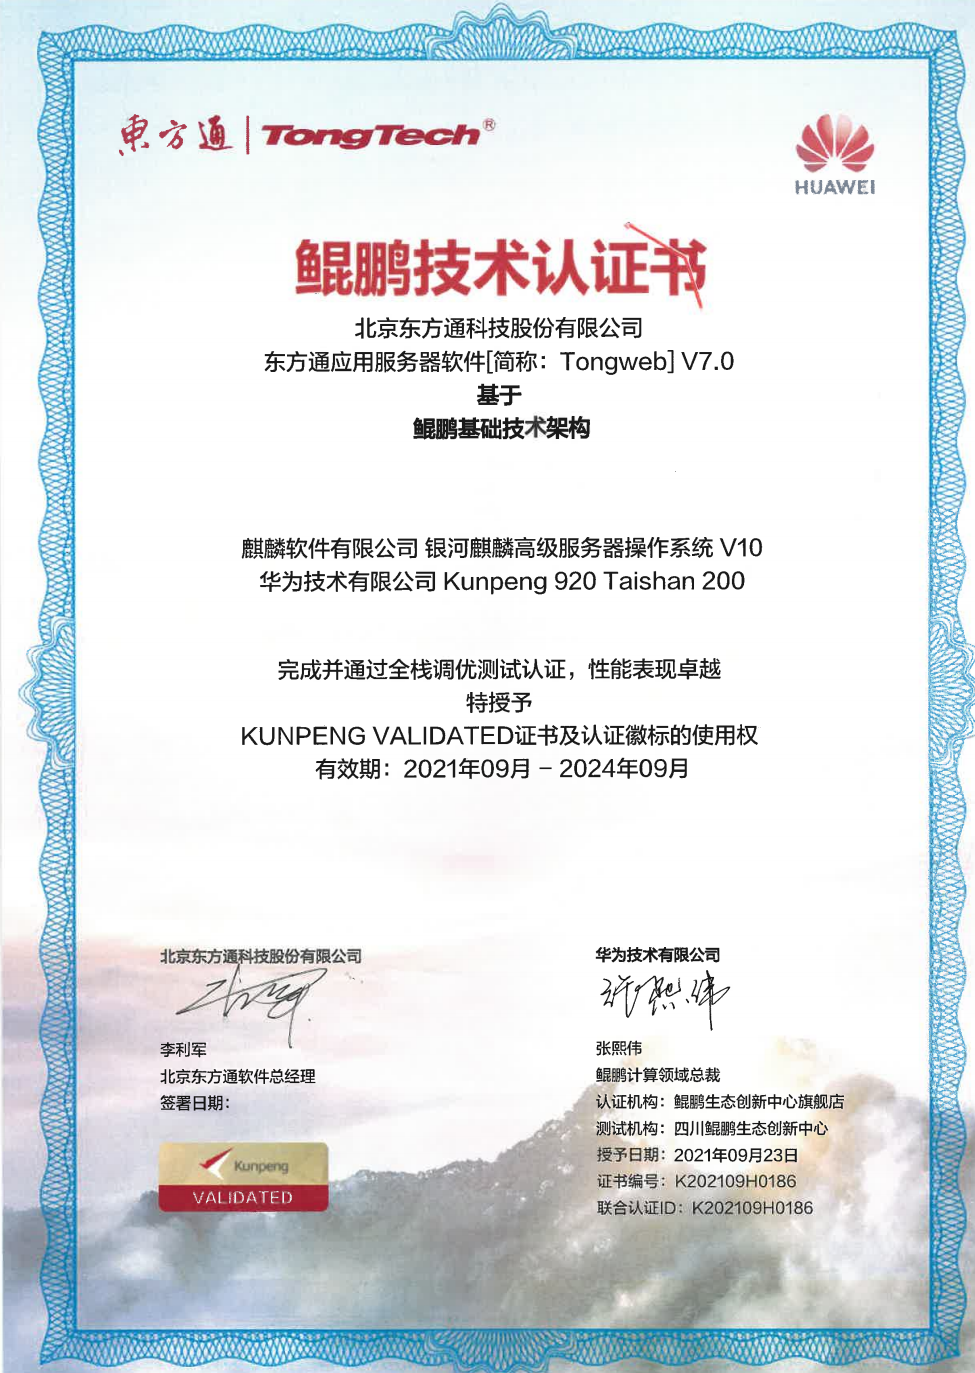 東方通 | TongTech®
HUAWEI
鲲鹏技术认证书
北京东方通科技股份有限公司
东方通应用服务器软件[简称：Tongweb] V7.0
基于
鲲鹏基础技术架构
麒麟软件有限公司 银河麒麟高级服务器操作系统 V10
华为技术有限公司 Kunpeng 920 Taishan 200
完成并通过全栈调优测试认证，性能表现卓越
特授予
KUNPENG VALIDATED证书及认证徽标的使用权
有效期：2021年09月 – 2024年09月
北京东方通科技股份有限公司
李利军
北京东方通软件总经理
签署日期：
Kunpeng
VALIDATED
华为技术有限公司
张熙伟
鲲鹏计算领域总裁
认证机构：鲲鹏生态创新中心旗舰店
测试机构：四川鲲鹏生态创新中心
授予日期：2021年09月23日
证书编号：K202109H0186
联合认证ID：K202109H0186